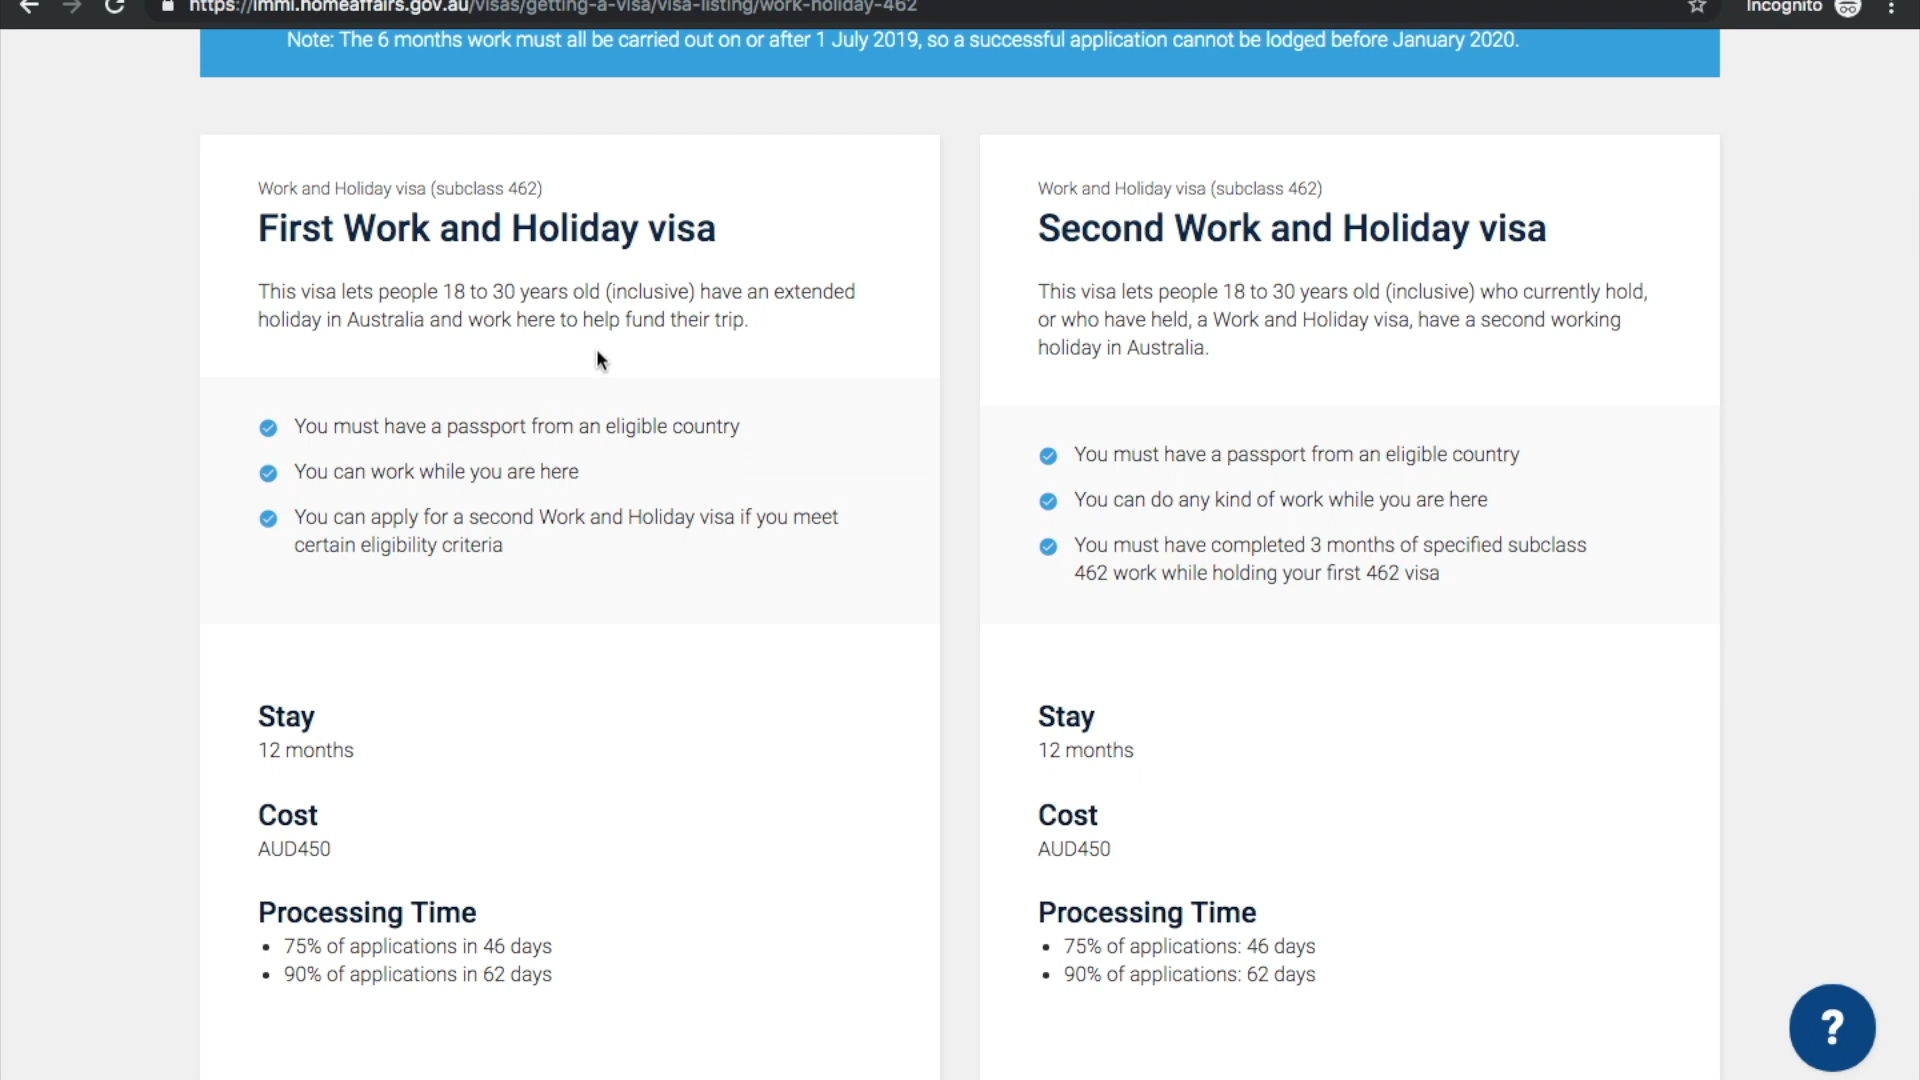 https://immi.homeaffairs.gov.au/visas/getting-a-visa/visa-listing/work-holiday-462
Incognito
Note: The 6 months work must all be carried out on or after 1 July 2019, so a successful application cannot be lodged before January 2020.
Work and Holiday visa (subclass 462)
First Work and Holiday visa
This visa lets people 18 to 30 years old (inclusive) have an extended
holiday in Australia and work here to help fund their trip.
You must have a passport from an eligible country
You can work while you are here
You can apply for a second Work and Holiday visa if you meet
certain eligibility criteria
Stay
12 months
Cost
AUD450
Processing Time
• 75% of applications in 46 days
• 90% of applications in 62 days
Work and Holiday visa (subclass 462)
Second Work and Holiday visa
This visa lets people 18 to 30 years old (inclusive) who currently hold,
or who have held, a Work and Holiday visa, have a second working
holiday in Australia.
You must have a passport from an eligible country
You can do any kind of work while you are here
You must have completed 3 months of specified subclass
462 work while holding your first 462 visa
Stay
12 months
Cost
AUD450
Processing Time
• 75% of applications: 46 days
• 90% of applications: 62 days
?